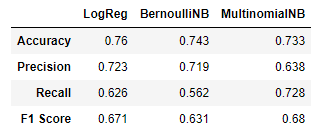 LogReg BernoulliNB MultinomialNB
Accuracy 0.76 0.743 0.733
Precision 0.723 0.719 0.638
Recall 0.626 0.562 0.728
F1 Score 0.671 0.631 0.68